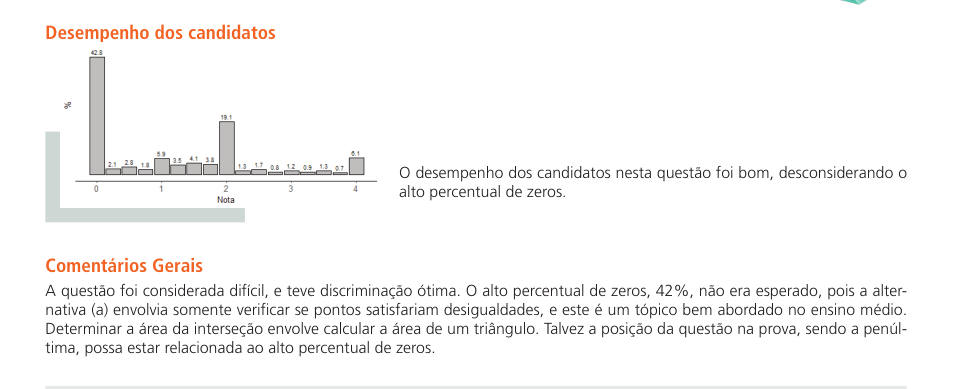 Desempenho dos candidatos
42.8
%
19.1
2.1 2.8 1.8 5.9 3.5 4.1 3.8 1.3 1.7 0.8 1.2 0.9 1.3 0.7 6.1
0 1 2 3 4
Nota
O desempenho dos candidatos nesta questão foi bom, desconsiderando o
alto percentual de zeros.
Comentários Gerais
A questão foi considerada difícil, e teve discriminação ótima. O alto percentual de zeros, 42%, não era esperado, pois a alter-
nativa (a) envolvia somente verificar se pontos satisfariam desigualdades, e este é um tópico bem abordado no ensino médio.
Determinar a área da interseção envolve calcular a área de um triângulo. Talvez a posição da questão na prova, sendo a penúl-
tima, possa estar relacionada ao alto percentual de zeros.